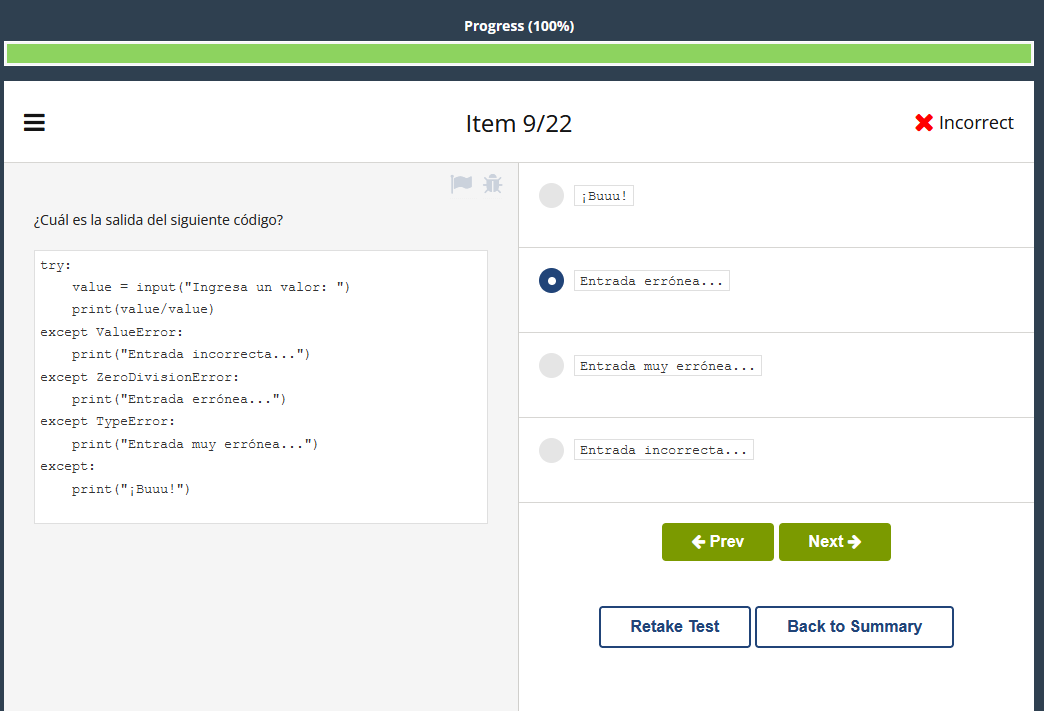 Progress (100%)
Item 9/22
Incorrect
¿Cuál es la salida del siguiente código?
try:
    value = input("Ingresa un valor: ")
    print(value/value)
except ValueError:
    print("Entrada incorrecta...")
except ZeroDivisionError:
    print("Entrada errónea...")
except TypeError:
    print("Entrada muy errónea...")
except:
    print("¡Buuu!")
¡Buuu!
Entrada errónea...
Entrada muy errónea...
Entrada incorrecta...
Prev
Next
Retake Test
Back to Summary